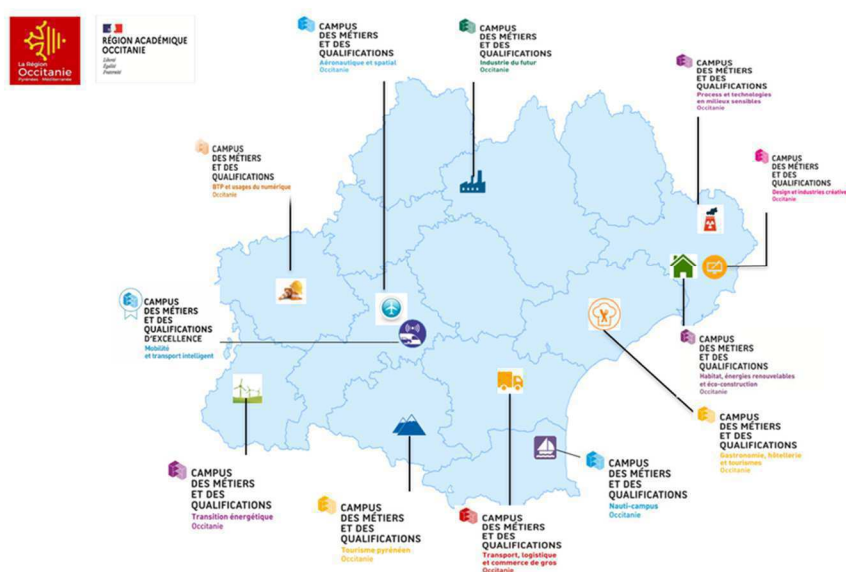 La Région
Occitanie
Pyrénées - Méditerranée
RÉGION ACADÉMIQUE
OCCITANIE
Liberté
Égalité
Fraternité
CAMPUS
DES MÉTIERS
ET DES
QUALIFICATIONS
Aéronautique et spatial
Occitanie
CAMPUS
DES MÉTIERS
ET DES
QUALIFICATIONS
Industrie du futur
Occitanie
CAMPUS
DES MÉTIERS
ET DES
QUALIFICATIONS
Process et technologies
en milieux sensibles
Occitanie
CAMPUS
DES MÉTIERS
ET DES
QUALIFICATIONS
BTP et usages du numérique
Occitanie
CAMPUS
DES MÉTIERS
ET DES
QUALIFICATIONS
Design et industries créative
Occitanie
CAMPUS
DES MÉTIERS
ET DES
QUALIFICATIONS
D'EXCELLENCE
Mobilité
et transport intelligent
CAMPUS
DES MÉTIERS
ET DES
QUALIFICATIONS
Habitat, énergies renouvelables
et éco-construction
Occitanie
CAMPUS
DES MÉTIERS
ET DES
QUALIFICATIONS
Gastronomie, hôtellerie
et tourismes
Occitanie
CAMPUS
DES MÉTIERS
ET DES
QUALIFICATIONS
Transition énergétique
Occitanie
CAMPUS
DES MÉTIERS
ET DES
QUALIFICATIONS
Tourisme pyrénéen
Occitanie
CAMPUS
DES MÉTIERS
ET DES
QUALIFICATIONS
Transport, logistique
et commerce de gros
Occitanie
CAMPUS
DES MÉTIERS
ET DES
QUALIFICATIONS
Nauti-campus
Occitanie